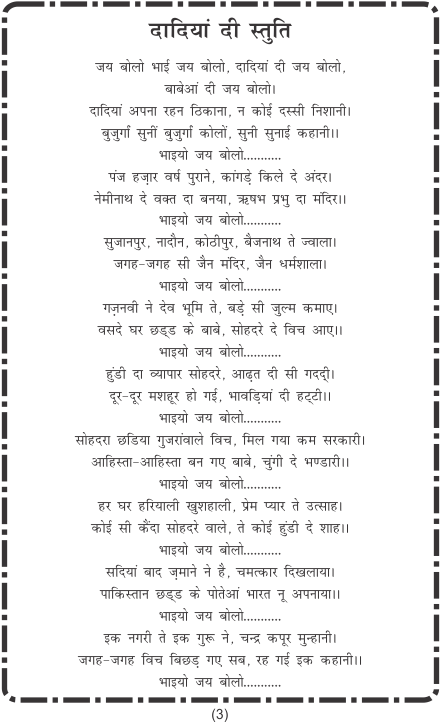 दादियां दी स्तुति
जय बोलो भाई जय बोलो, दादियां दी जय बोलो,
बाबेआं दी जय बोलो।
दादियां अपना रहन ठिकाना, न कोई दस्सी निशानी।
बुजुर्गां सुनीं बुजुर्गां कोलों, सुनी सुनाई कहानी।।
भाइयो जय बोलो...........
पंज हज़ार वर्ष पुराने, कांगड़े किले दे अंदर।
नेमीनाथ दे वक्त दा बनया, ऋषभ प्रभु दा मंदिर।।
भाइयो जय बोलो...........
सुजानपुर, नादौन, कोठीपुर, बैजनाथ ते ज्वाला।
जगह-जगह सी जैन मंदिर, जैन धर्मशाला।
भाइयो जय बोलो...........
गज़नवी ने देव भूमि ते, बड़े सी जुल्म कमाए।
वसदे घर छड्ड के बाबे, सोहदरे दे विच आए।।
भाइयो जय बोलो...........
हुंडी दा व्यापार सोहदरे, आढ़त दी सी गद्दी।
दूर-दूर मशहूर हो गई, भावड़ियां दी हट्टी।।
भाइयो जय बोलो...........
सोहदरा छडिया गुजरांवाले विच, मिल गया कम सरकारी।
आहिस्ता-आहिस्ता बन गए बाबे, चुंगी दे भण्डारी।।
भाइयो जय बोलो...........
हर घर हरियाली खुशहाली, प्रेम प्यार ते उत्साह।
कोई सी कैंदा सोहदरे वाले, ते कोई हुंडी दे शाह।।
भाइयो जय बोलो...........
सदियां बाद ज़माने ने है, चमत्कार दिखलाया।
पाकिस्तान छड्ड के पोतेआं भारत नू अपनाया।।
भाइयो जय बोलो...........
इक नगरी ते इक गुरू ने, चन्द्र कपूर मुन्हानी।
जगह-जगह विच बिछड़ गए सब, रह गई इक कहानी।।
भाइयो जय बोलो...........
(3)